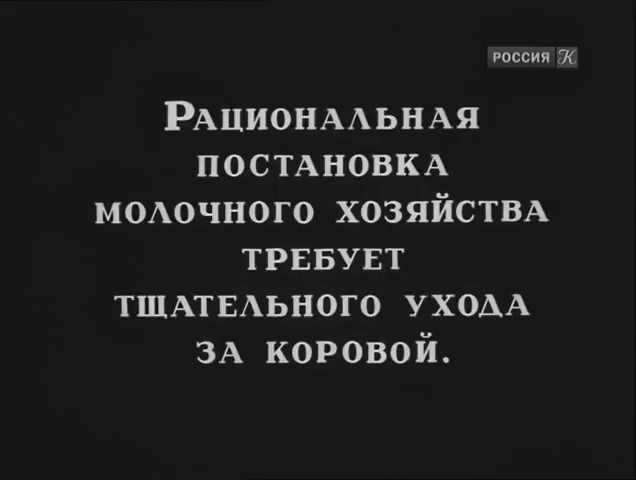 РОССИЯ К
Рациональная
постановка
молочного хозяйства
требует
тщательного ухода
за коровой.